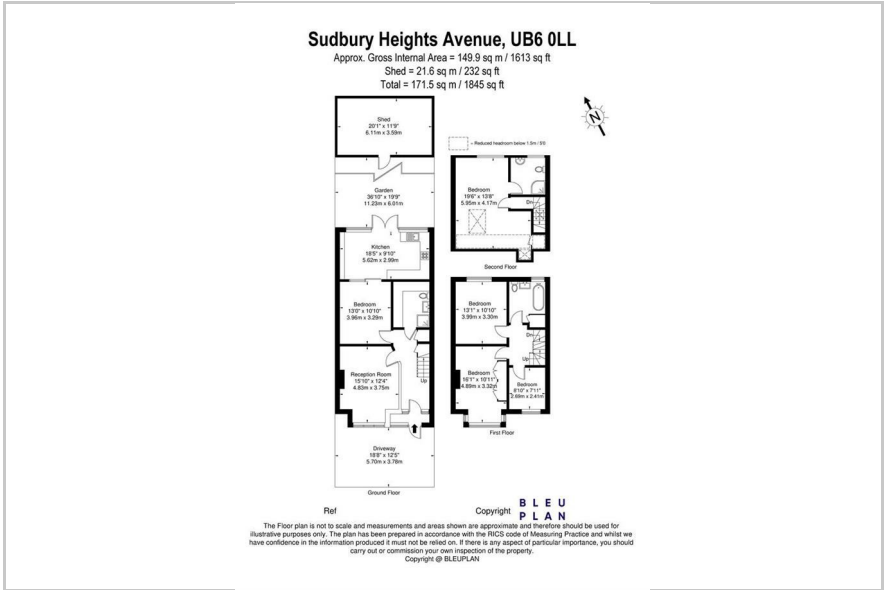 Sudbury Heights Avenue, UB6 0LL
Approx. Gross Internal Area = 149.9 sq m / 1613 sq ft
Shed = 21.6 sq m / 232 sq ft
Total = 171.5 sq m / 1845 sq ft
Shed
20'1" x 11'9"
6.11m x 3.59m
N
= Reduced headroom below 1.5m / 5'0
Garden
36'10" x 19'9"
11.23m x 6.01m
Kitchen
18'5" x 9'10"
5.62m x 2.99m
Bedroom
13'0" x 10'10"
3.96m x 3.29m
Reception Room
15'10" x 12'4"
4.83m x 3.75m
Up
Driveway
18'8" x 12'5"
5.70m x 3.78m
Ground Floor
Bedroom
19'6" x 13'8"
5.95m x 4.17m
Dn
Second Floor
Bedroom
13'1" x 10'10"
3.99m x 3.30m
Dn
Up
Bedroom
16'1" x 10'11"
4.89m x 3.32m
Bedroom
8'10" x 7'11"
2.69m x 2.41m
First Floor
Ref
Copyright
BLEU
PLAN
The Floor plan is not to scale and measurements and areas shown are approximate and therefore should be used for
illustrative purposes only. The plan has been prepared in accordance with the RICS code of Measuring Practice and whilst we
have confidence in the information produced it must not be relied on. If there is any aspect of particular importance, you should
carry out or commission your own inspection of the property.
Copyright @ BLEUPLAN